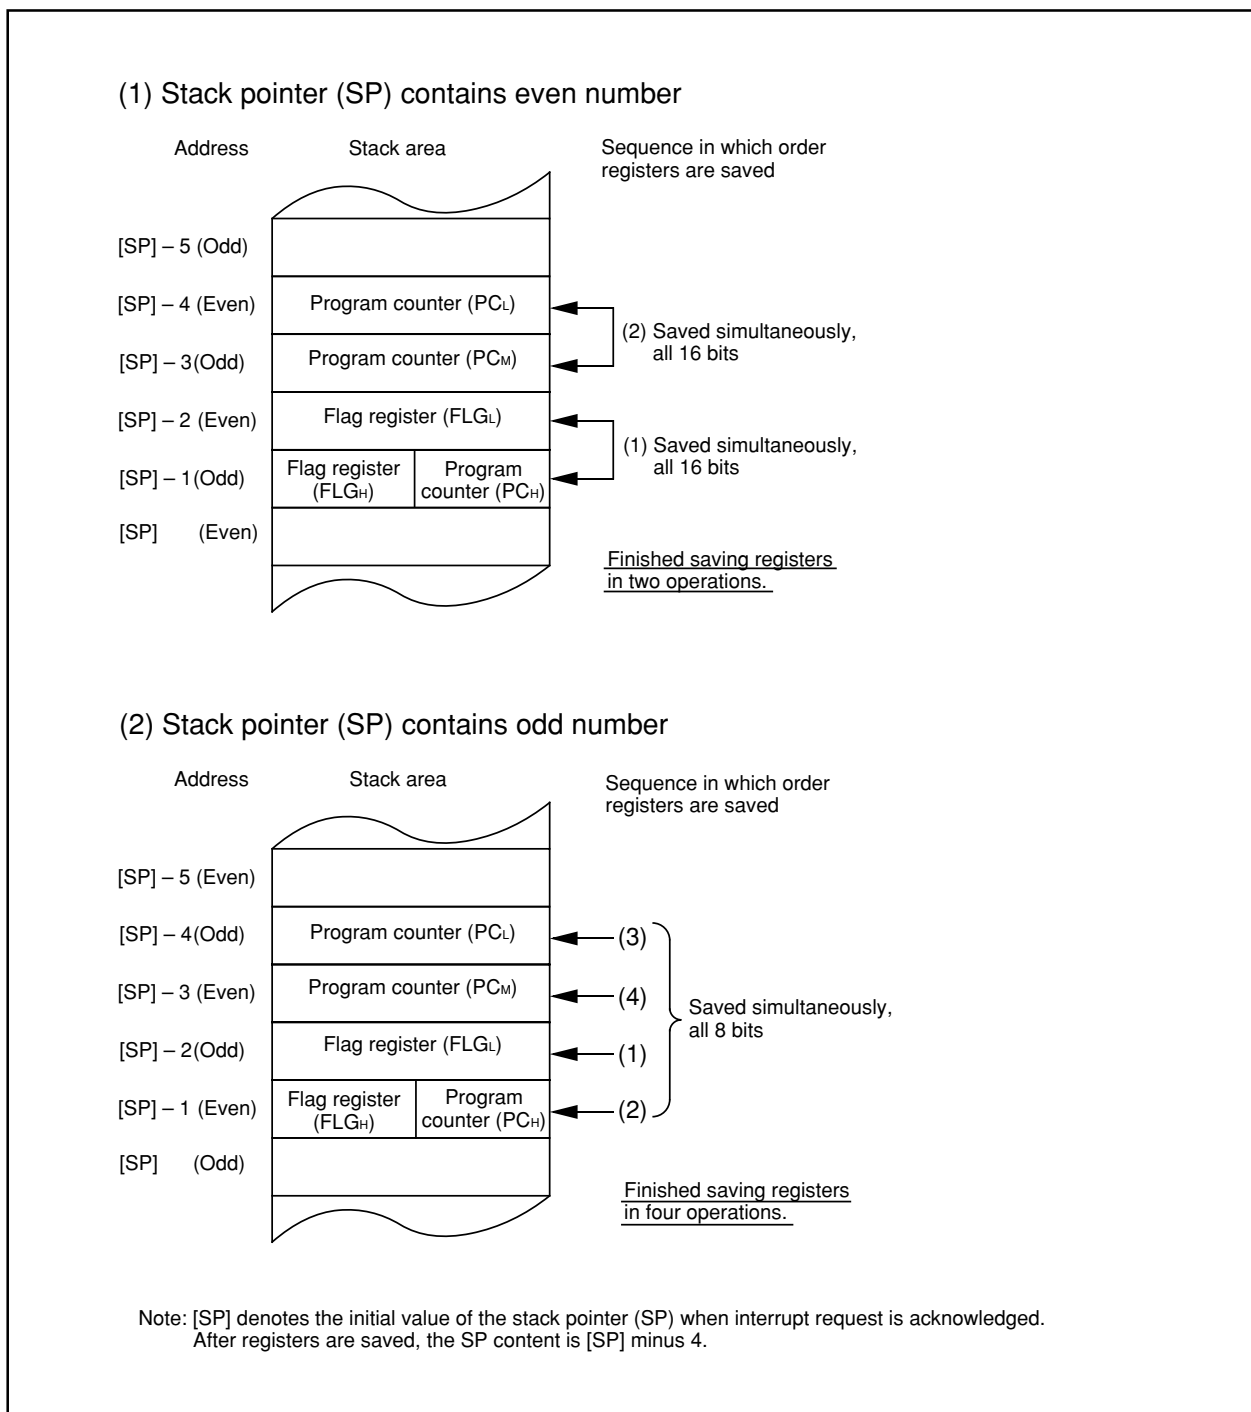 (1) Stack pointer (SP) contains even number
Address
Stack area
Sequence in which order
registers are saved
[SP] – 5 (Odd)
[SP] – 4 (Even)
Program counter (PCL)
[SP] – 3(Odd)
Program counter (PCM)
(2) Saved simultaneously,
all 16 bits
[SP] – 2 (Even)
Flag register (FLGL)
[SP] – 1(Odd)
Flag register
(FLGH)
Program
counter (PCH)
(1) Saved simultaneously,
all 16 bits
[SP] (Even)
Finished saving registers
in two operations.
(2) Stack pointer (SP) contains odd number
Address
Stack area
Sequence in which order
registers are saved
[SP] – 5 (Even)
[SP] – 4(Odd)
Program counter (PCL)
(3)
[SP] – 3 (Even)
Program counter (PCM)
(4)
Saved simultaneously,
all 8 bits
[SP] – 2(Odd)
Flag register (FLGL)
(1)
[SP] – 1 (Even)
Flag register
(FLGH)
Program
counter (PCH)
(2)
[SP] (Odd)
Finished saving registers
in four operations.
Note: [SP] denotes the initial value of the stack pointer (SP) when interrupt request is acknowledged.
After registers are saved, the SP content is [SP] minus 4.